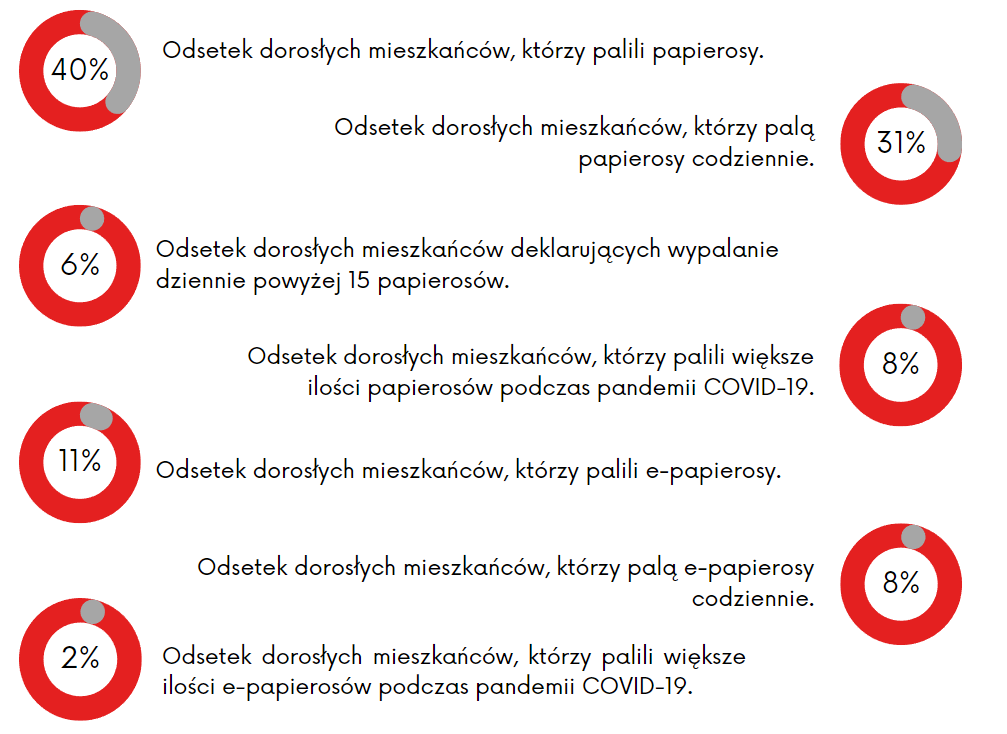 40%
Odsetek dorosłych mieszkańców, którzy palili papierosy.
Odsetek dorosłych mieszkańców, którzy palą
papierosy codziennie.
31%
6%
Odsetek dorosłych mieszkańców deklarujących wypalanie
dziennie powyżej 15 papierosów.
Odsetek dorosłych mieszkańców, którzy palili większe
ilości papierosów podczas pandemii COVID-19.
8%
11%
Odsetek dorosłych mieszkańców, którzy palili e-papierosy.
Odsetek dorosłych mieszkańców, którzy palą e-papierosy
codziennie.
8%
2%
Odsetek dorosłych mieszkańców, którzy palili większe
ilości e-papierosów podczas pandemii COVID-19.